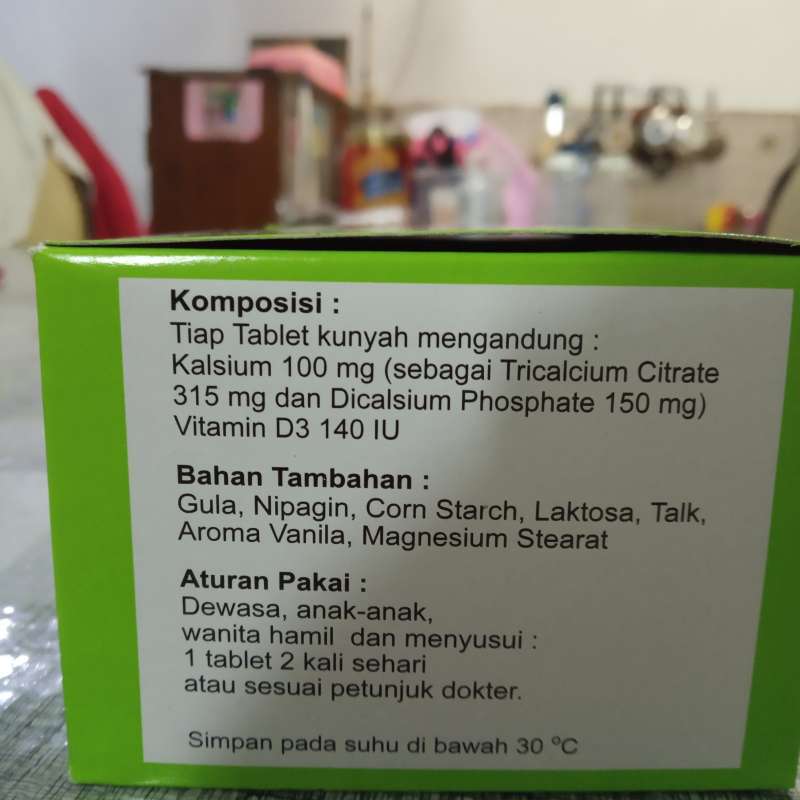 Komposisi :
Tiap Tablet kunyah mengandung :
Kalsium 100 mg (sebagai Tricalcium Citrate
315 mg dan Dicalsium Phosphate 150 mg)
Vitamin D3 140 IU
Bahan Tambahan :
Gula, Nipagin, Corn Starch, Laktosa, Talk,
Aroma Vanila, Magnesium Stearat
Aturan Pakai :
Dewasa, anak-anak,
wanita hamil dan menyusui :
1 tablet 2 kali sehari
atau sesuai petunjuk dokter.
Simpan pada suhu di bawah 30 °C